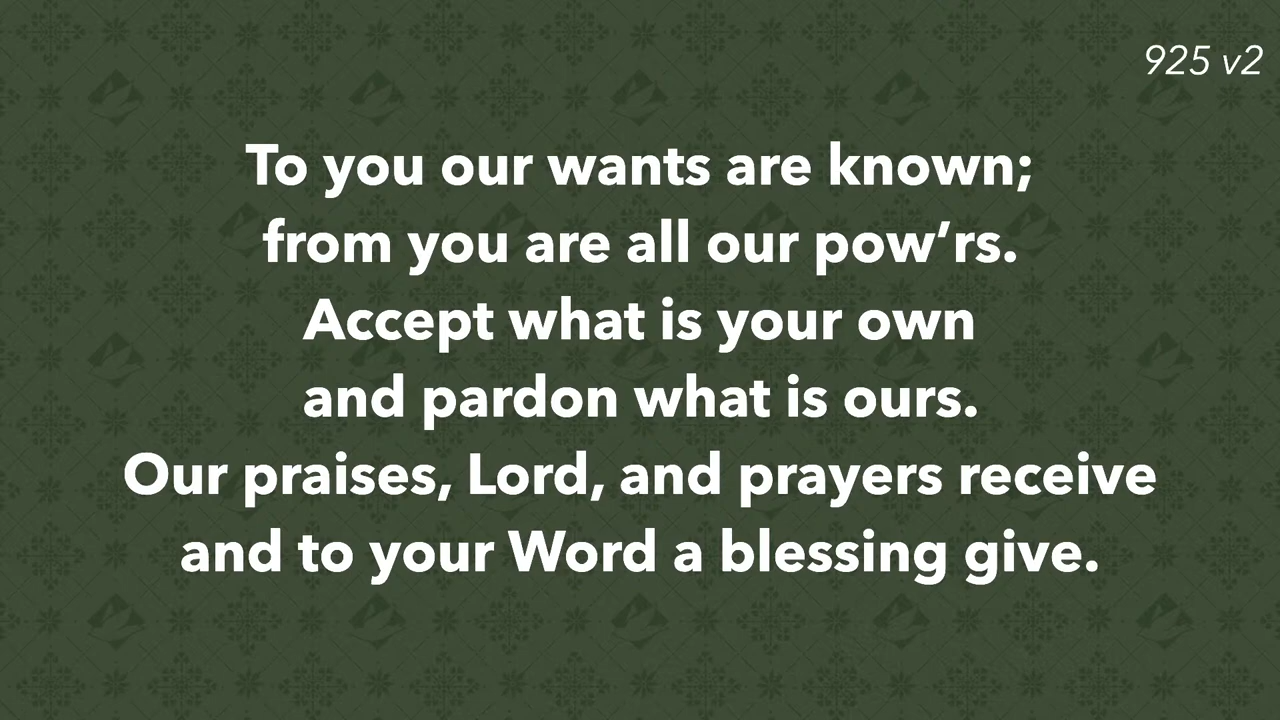 925 v2
To you our wants are known;
from you are all our pow’rs.
Accept what is your own
and pardon what is ours.
Our praises, Lord, and prayers receive
and to your Word a blessing give.